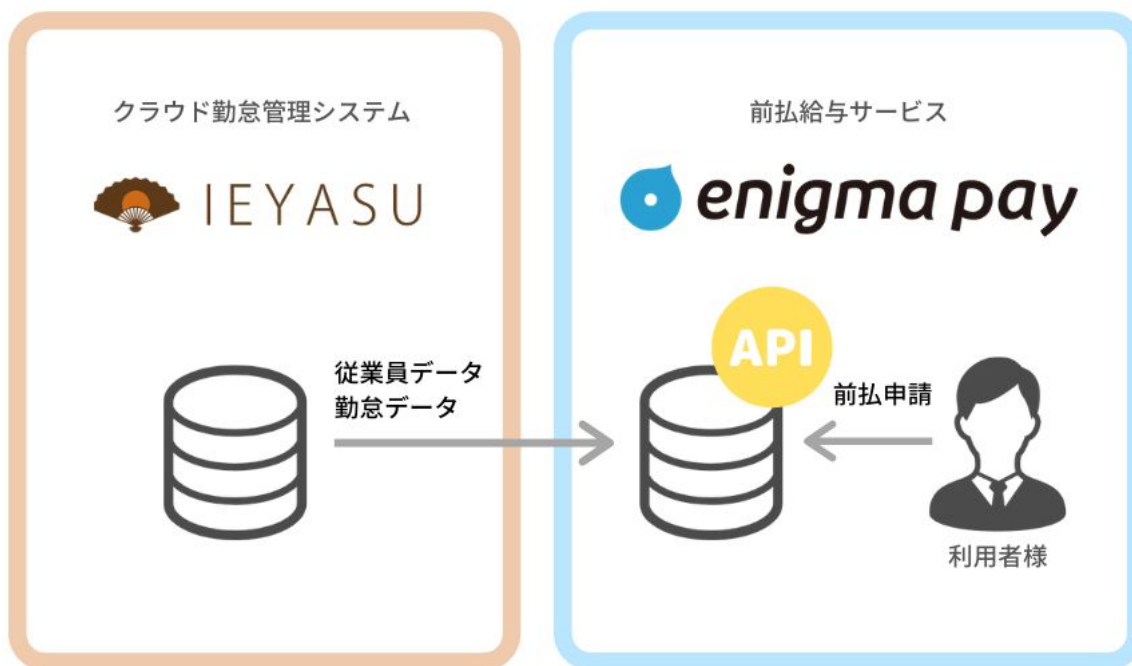 クラウド勤怠管理システム
IEYASU
従業員データ
勤怠データ
前払給与サービス
enigma pay
API
前払申請
利用者様